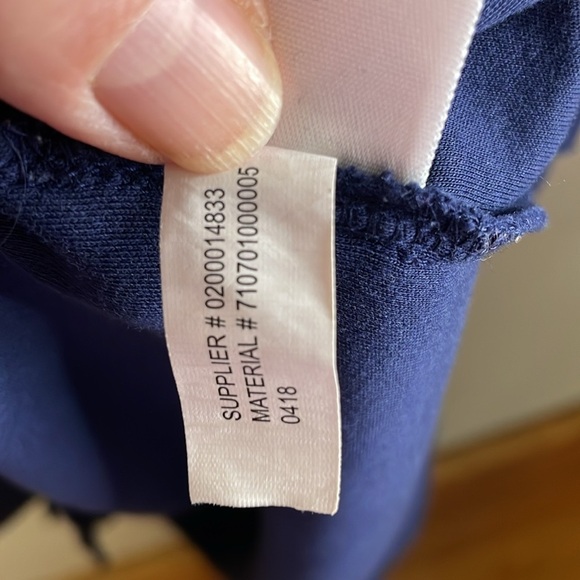 SUPPLIER # 0200014833
MATERIAL # 710701000005
0418